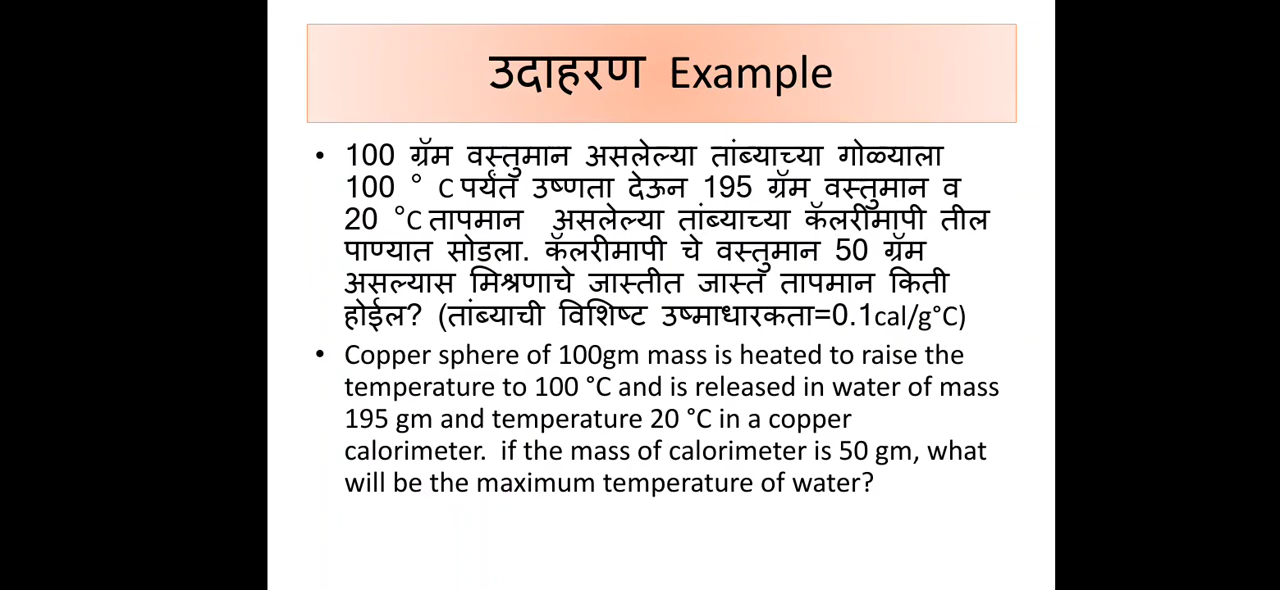 उदाहरण Example
• 100 ग्रॅम वस्तुमान असलेल्या तांब्याच्या गोळ्याला
100 ° C पर्यंत उष्णता देऊन 195 ग्रॅम वस्तुमान व
20 °C तापमान असलेल्या तांब्याच्या कॅलरीमापी तील
पाण्यात सोडला. कॅलरीमापी चे वस्तुमान 50 ग्रॅम
असल्यास मिश्रणाचे जास्तीत जास्त तापमान किती
होईल? (तांब्याची विशिष्ट उष्माधारकता=0.1cal/g°C)
• Copper sphere of 100gm mass is heated to raise the
temperature to 100 °C and is released in water of mass
195 gm and temperature 20 °C in a copper
calorimeter. if the mass of calorimeter is 50 gm, what
will be the maximum temperature of water?